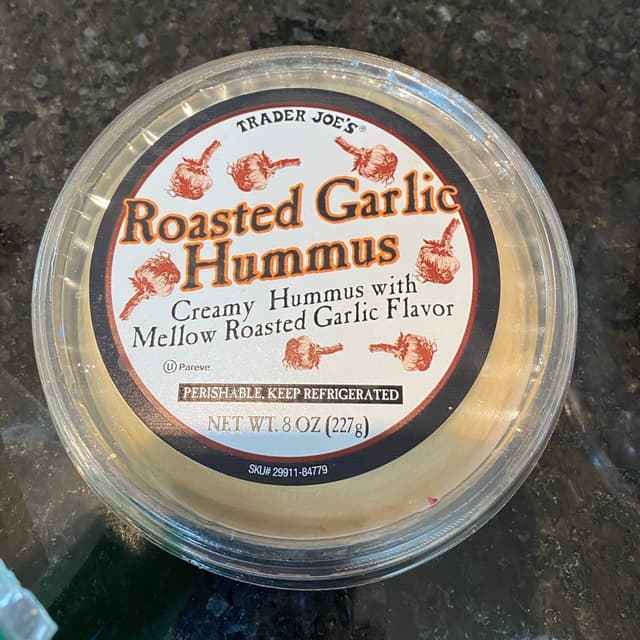 TRADER JOE'S®
Roasted Garlic
Hummus
Creamy Hummus with
Mellow Roasted Garlic Flavor
U Pareve
PERISHABLE, KEEP REFRIGERATED
NET WT. 8 OZ (227g)
SKU# 29911-84779